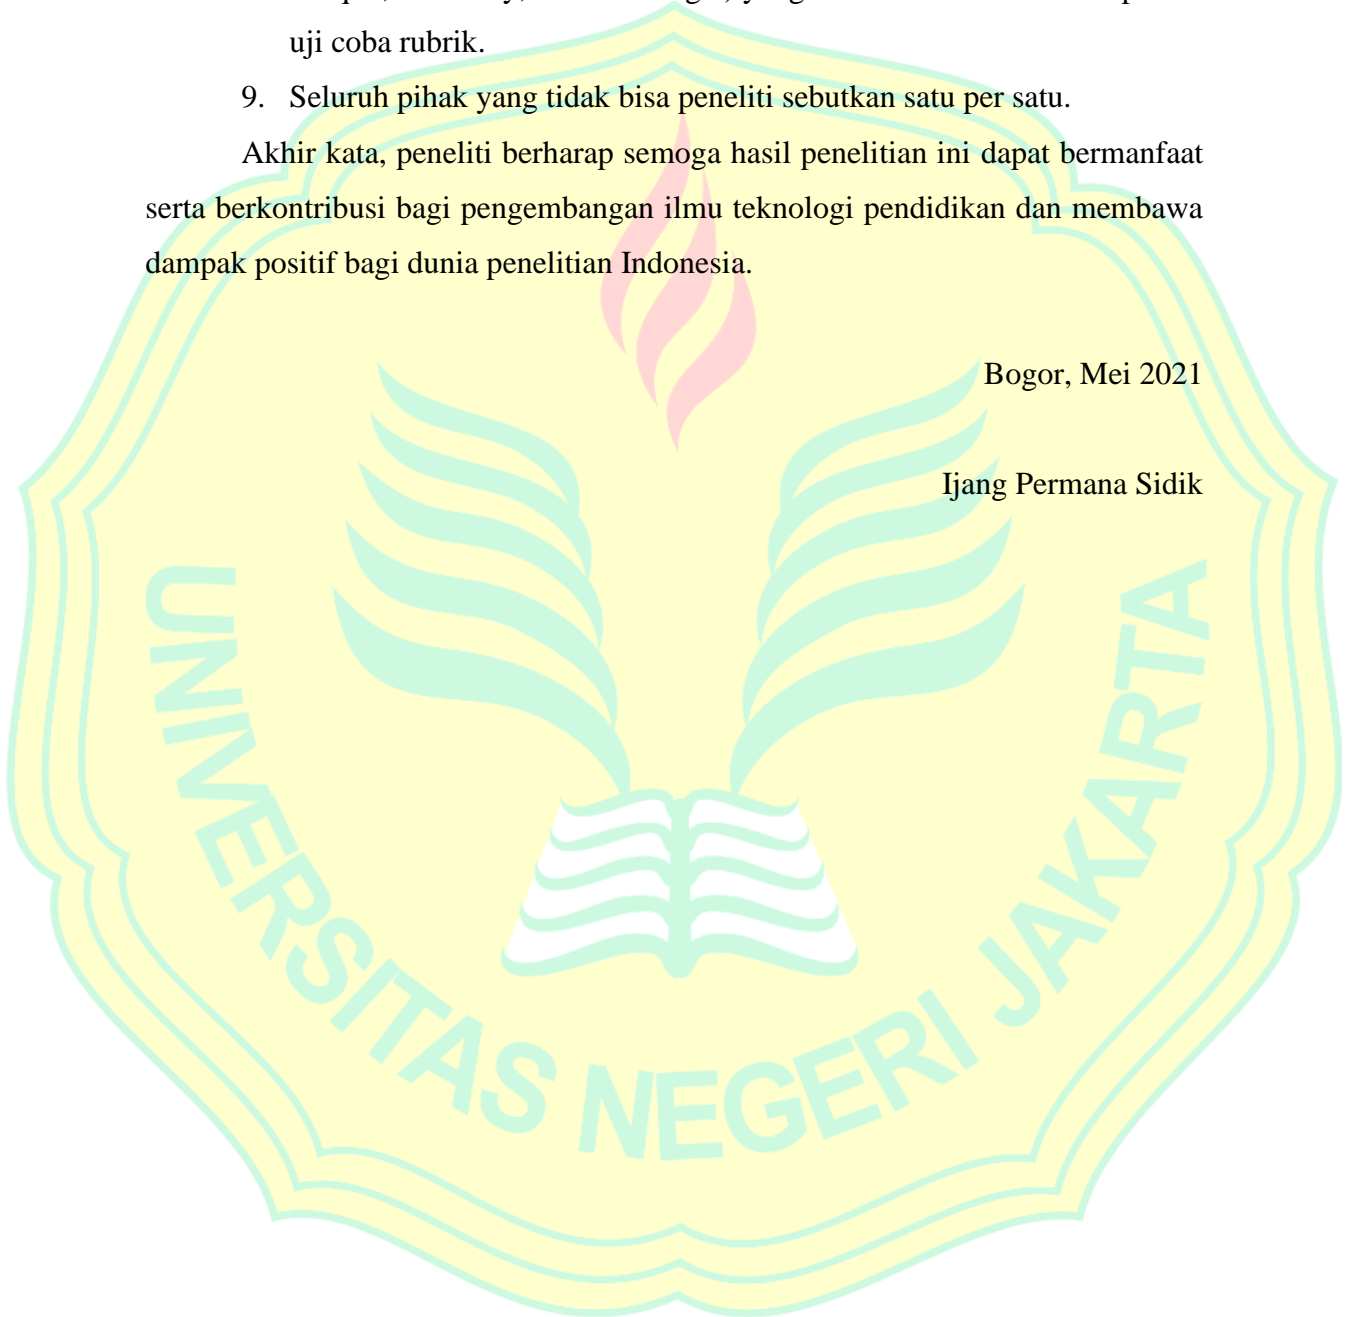 uji coba rubrik.
9. Seluruh pihak yang tidak bisa peneliti sebutkan satu per satu.
Akhir kata, peneliti berharap semoga hasil penelitian ini dapat bermanfaat
serta berkontribusi bagi pengembangan ilmu teknologi pendidikan dan membawa
dampak positif bagi dunia penelitian Indonesia.
Bogor, Mei 2021
Ijang Permana Sidik
UNIVERSITAS NEGERI JAKARTA